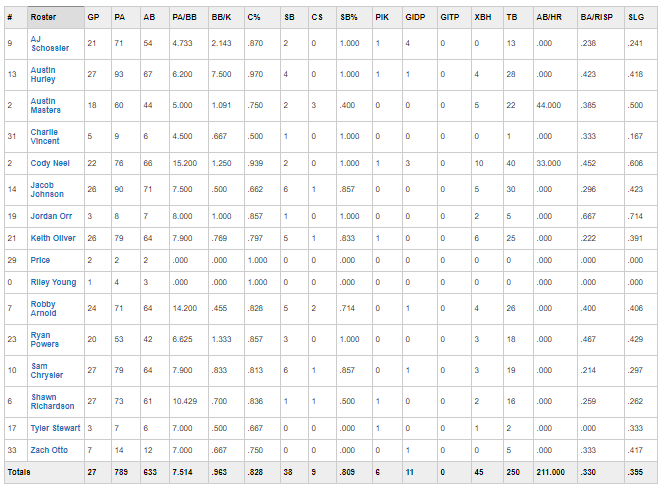 # Roster GP PA AB PA/BB BB/K C% SB CS SB% PIK GIDP GITP XBH TB AB/HR BA/RISP SLG
9 AJ Schossler 21 71 54 4.733 2.143 .870 2 0 1.000 1 4 0 0 13 .000 .238 .241
13 Austin Hurley 27 93 67 6.200 7.500 .970 4 0 1.000 1 1 0 4 28 .000 .423 .418
2 Austin Masters 18 60 44 5.000 1.091 .750 2 3 .400 0 0 0 5 22 44.000 .385 .500
31 Charlie Vincent 5 9 6 4.500 .667 .500 1 0 1.000 0 0 0 0 1 .000 .333 .167
2 Cody Neel 22 76 66 15.200 1.250 .939 2 0 1.000 1 3 0 10 40 33.000 .452 .606
14 Jacob Johnson 26 90 71 7.500 .500 .662 6 1 .857 0 0 0 5 30 .000 .296 .423
19 Jordan Orr 3 8 7 8.000 1.000 .857 1 0 1.000 0 0 0 2 5 .000 .667 .714
21 Keith Oliver 26 79 64 7.900 .769 .797 5 1 .833 1 0 0 6 25 .000 .222 .391
29 Price 2 2 2 .000 .000 1.000 0 0 .000 0 0 0 0 0 .000 .000 .000
0 Riley Young 1 4 3 .000 .000 1.000 0 0 .000 0 0 0 0 0 .000 .000 .000
7 Robby Arnold 24 71 64 14.200 .455 .828 5 2 .714 0 1 0 4 26 .000 .400 .406
23 Ryan Powers 20 53 42 6.625 1.333 .857 3 0 1.000 0 0 0 3 18 .000 .467 .429
10 Sam Chrysler 27 79 64 7.900 .833 .813 6 1 .857 0 1 0 3 19 .000 .214 .297
6 Shawn Richardson 27 73 61 10.429 .700 .836 1 1 .500 1 0 0 2 16 .000 .259 .262
17 Tyler Stewart 3 7 6 7.000 .500 .667 0 0 .000 1 0 0 1 2 .000 .000 .333
33 Zach Otto 7 14 12 7.000 .667 .750 0 0 .000 0 1 0 0 5 .000 .333 .417
Totals 27 789 633 7.514 .963 .828 38 9 .809 6 11 0 45 250 211.000 .330 .395